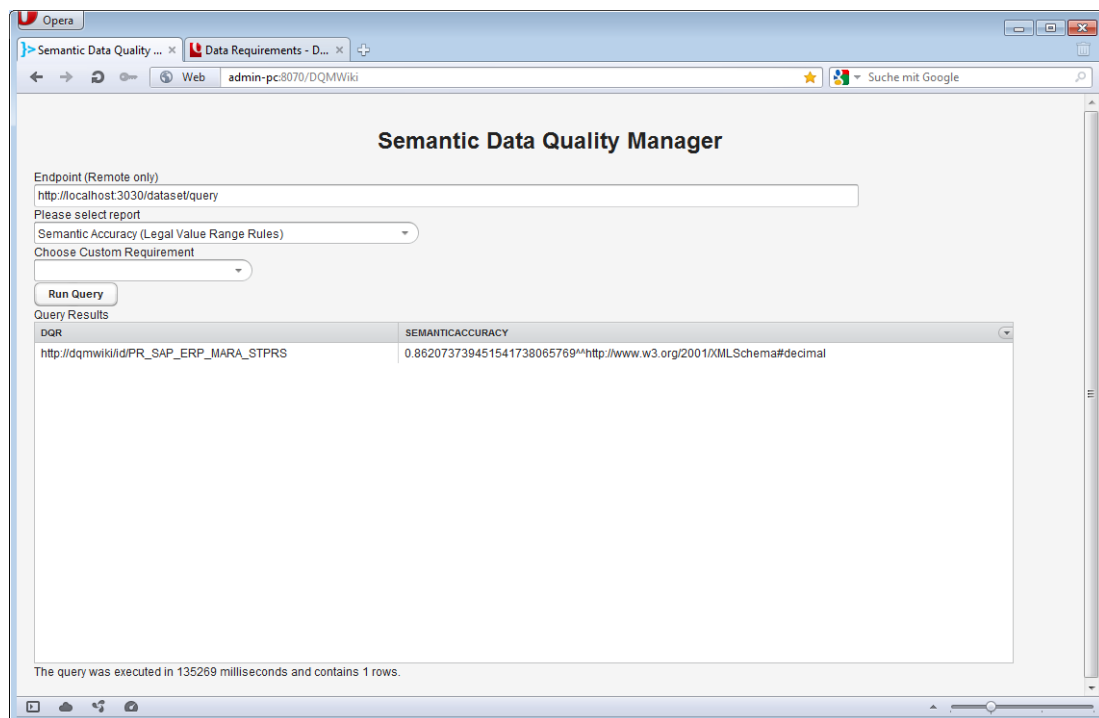 Opera
Semantic Data Quality ...
Data Requirements - D...
Web admin-pc:8070/DQMWiki
Suche mit Google
Semantic Data Quality Manager
Endpoint (Remote only)
http://localhost:3030/dataset/query
Please select report
Semantic Accuracy (Legal Value Range Rules)
Choose Custom Requirement
Run Query
Query Results
DQR SEMANTICACCURACY
http://dqmwiki/id/PR_SAP_ERP_MARA_STPRS 0.862073739451541738065769^^http://www.w3.org/2001/XMLSchema#decimal
The query was executed in 135269 milliseconds and contains 1 rows.